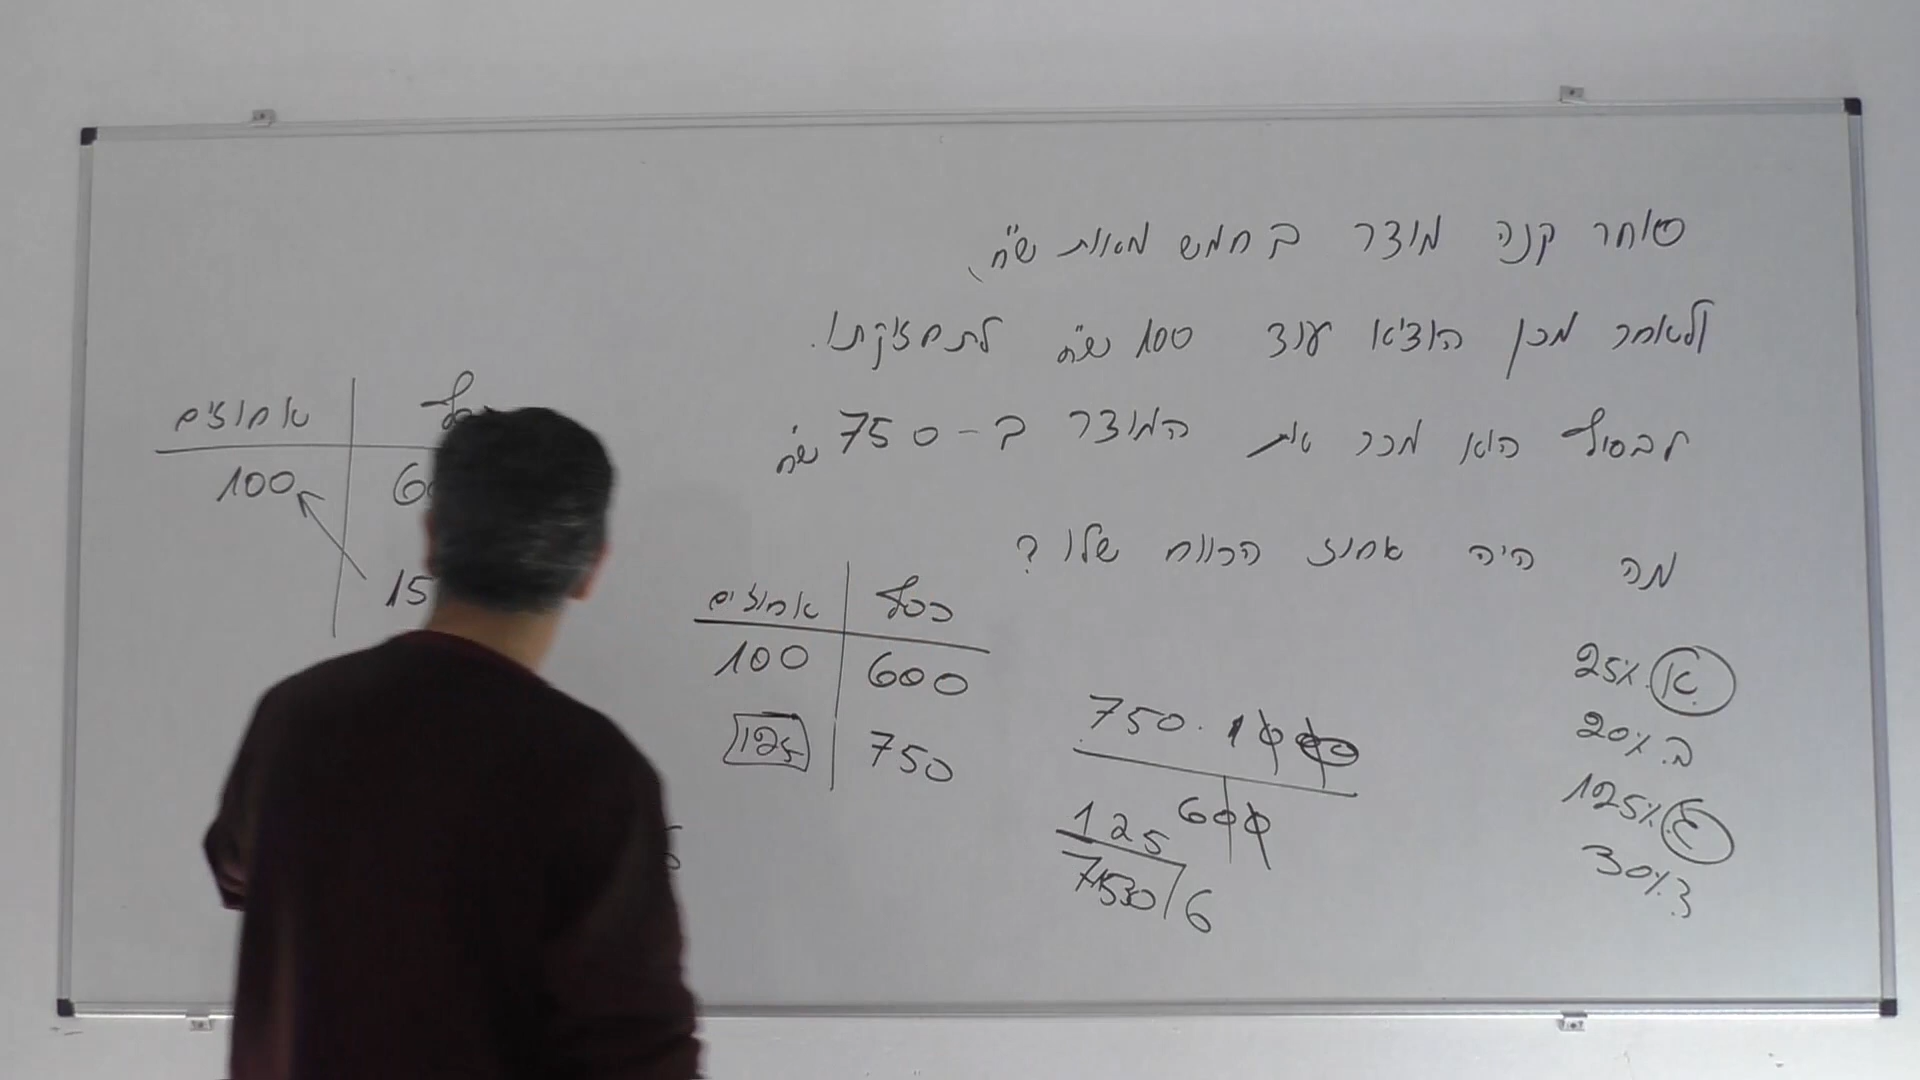 סוחר קנה מוצר בחמש מאות ש"ח,
ולאחר מכן הוציא עוד 100 ש"ח לתחזוקתו.
לבסוף הוא מכר את המוצר ב-750 ש"ח
מה היה אחוז הרווח שלו?
א. 25%
ב. 20%
ג. 125%
ד. 30%
750 · 100
600
125
750/6
כסף אחוזים
600 100
750 125
אחוזים
100